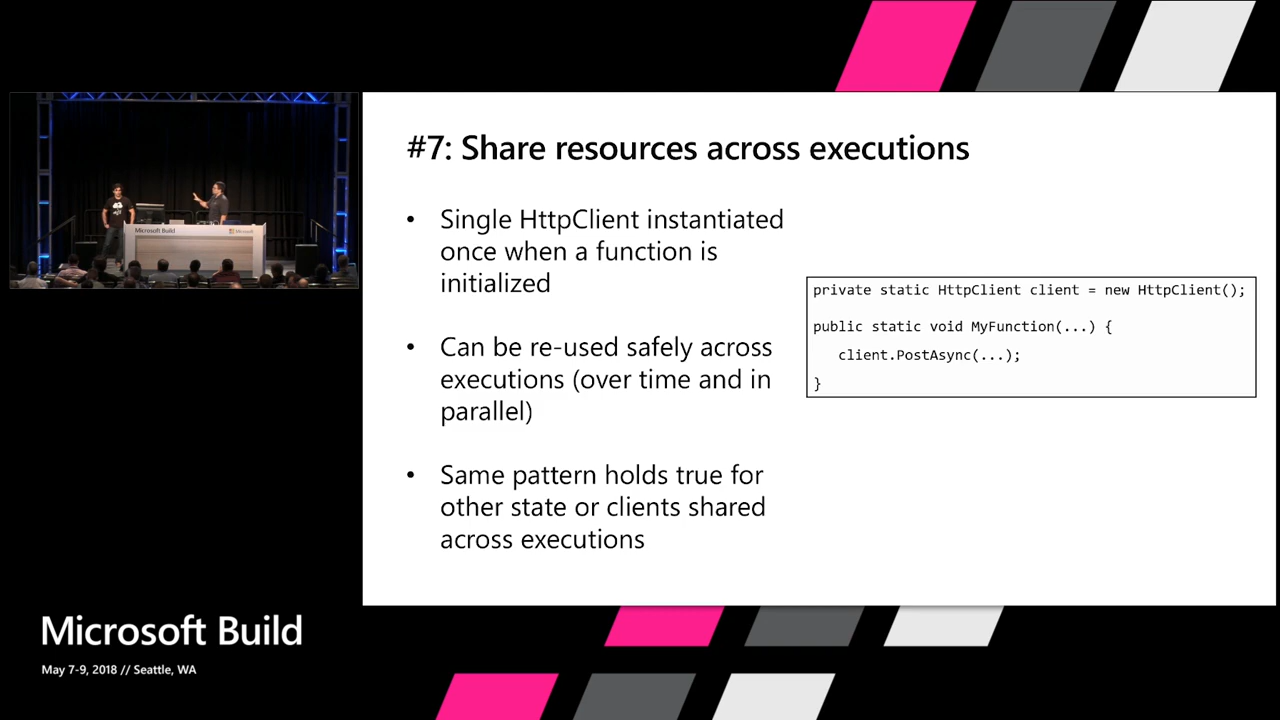 #7: Share resources across executions
• Single HttpClient instantiated
once when a function is
initialized
• Can be re-used safely across
executions (over time and in
parallel)
• Same pattern holds true for
other state or clients shared
across executions
private static HttpClient client = new HttpClient();
public static void MyFunction(...) {
client.PostAsync(...);
}
Microsoft Build
Microsoft
Microsoft Build
May 7-9, 2018 // Seattle, WA